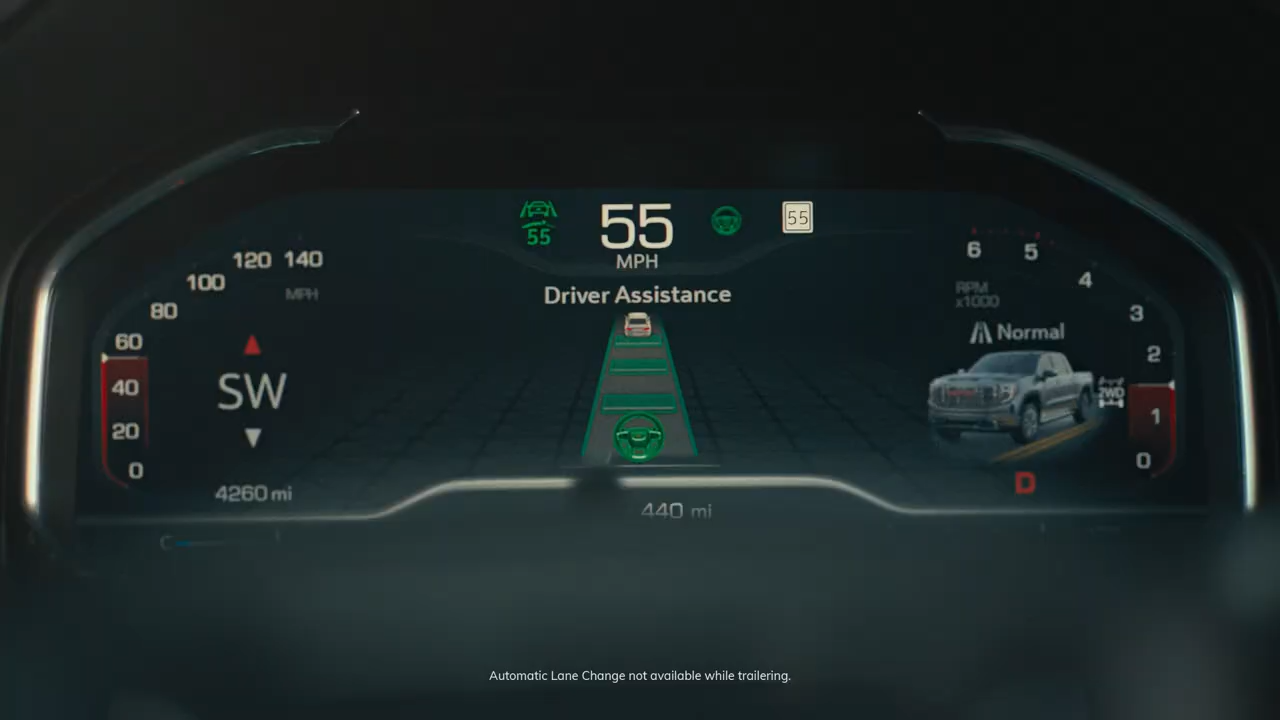 55
55
MPH
55
Driver Assistance
120 140
100
MPH
80
60
40
20
0
SW
4260 mi
440 mi
6 5
4
3
2
1
0
RPM
x1000
Normal
2WD
D
C
Automatic Lane Change not available while trailering.